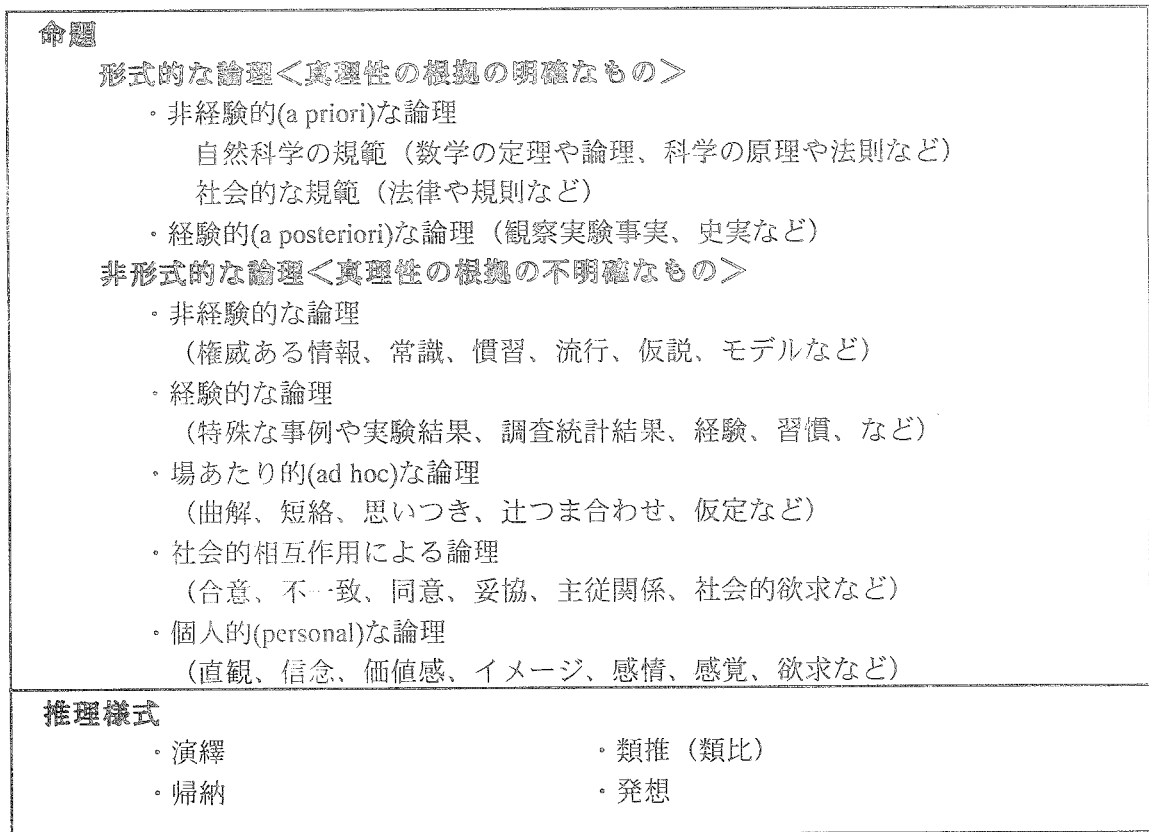 命題
形式的な論理＜真理性の根拠の明確なもの＞
・非経験的(a priori)な論理
自然科学の規範（数学の定理や論理、科学の原理や法則など）
社会的な規範（法律や規則など）
・経験的(a posteriori)な論理（観察実験事実、史実など）
非形式的な論理＜真理性の根拠の不明確なもの＞
・非経験的な論理
（権威ある情報、常識、慣習、流行、仮説、モデルなど）
・経験的な論理
（特殊な事例や実験結果、調査統計結果、経験、習慣、など）
・場あたり的(ad hoc)な論理
（曲解、短絡、思いつき、辻つま合わせ、仮定など）
・社会的相互作用による論理
（合意、不一致、同意、妥協、主従関係、社会的欲求など）
・個人的(personal)な論理
（直観、信念、価値感、イメージ、感情、感覚、欲求など）
推理様式
・演繹　・類推（類比）
・帰納　・発想